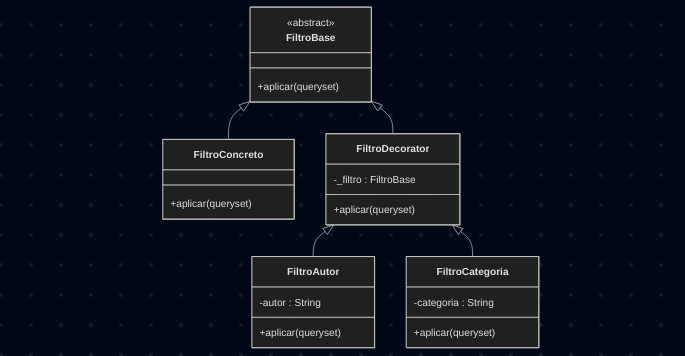 «abstract»
FiltroBase
+aplicar(queryset)
FiltroConcreto
+aplicar(queryset)
FiltroDecorator
-_filtro : FiltroBase
+aplicar(queryset)
FiltroAutor
-autor : String
+aplicar(queryset)
FiltroCategoria
-categoria : String
+aplicar(queryset)